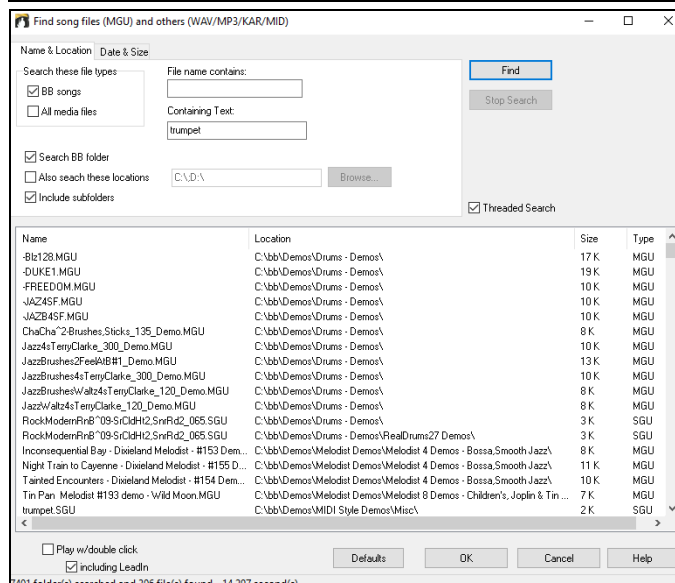 Find song files (MGU) and others (WAV/MP3/KAR/MID)
Name & Location Date & Size
Search these file types
BB songs
All media files
File name contains:
Containing Text:
trumpet
Find
Stop Search
Search BB folder
Also seach these locations C:\;D:\ Browse...
Include subfolders
Threaded Search
Name Location Size Type
-Blz128.MGU C:\bb\Demos\Drums - Demos\ 17 K MGU
-DUKE1.MGU C:\bb\Demos\Drums - Demos\ 19 K MGU
-FREEDOM.MGU C:\bb\Demos\Drums - Demos\ 10 K MGU
-JAZ4SF.MGU C:\bb\Demos\Drums - Demos\ 10 K MGU
-JAZB4SF.MGU C:\bb\Demos\Drums - Demos\ 10 K MGU
ChaCha^2-Brushes,Sticks_135_Demo.MGU C:\bb\Demos\Drums - Demos\ 8 K MGU
Jazz4sTerryClarke_300_Demo.MGU C:\bb\Demos\Drums - Demos\ 10 K MGU
JazzBrushes2FeelAtB#1_Demo.MGU C:\bb\Demos\Drums - Demos\ 13 K MGU
JazzBrushes4sTerryClarke_300_Demo.MGU C:\bb\Demos\Drums - Demos\ 10 K MGU
JazzBrushesWaltz4sTerryClarke_120_Demo.MGU C:\bb\Demos\Drums - Demos\ 8 K MGU
JazzWaltz4sTerryClarke_120_Demo.MGU C:\bb\Demos\Drums - Demos\ 8 K MGU
RockModernRnB^09-SrCldHt2,SnrRd2_065.SGU C:\bb\Demos\Drums - Demos\ 3 K SGU
RockModernRnB^09-SrCldHt2,SnrRd2_065.SGU C:\bb\Demos\Drums - Demos\RealDrums27 Demos\ 3 K SGU
Inconsequential Bay - Dixieland Melodist - #153 Dem... C:\bb\Demos\Melodist Demos\Melodist 4 Demos - Bossa,Smooth Jazz\ 8 K MGU
Night Train to Cayenne - Dixieland Melodist - #155 D... C:\bb\Demos\Melodist Demos\Melodist 4 Demos - Bossa,Smooth Jazz\ 11 K MGU
Tainted Encounters - Dixieland Melodist - #154 Dem... C:\bb\Demos\Melodist Demos\Melodist 4 Demos - Bossa,Smooth Jazz\ 10 K MGU
Tin Pan Melodist #193 demo - Wild Moon.MGU C:\bb\Demos\Melodist Demos\Melodist 8 Demos - Children's, Joplin & Tin ... 7 K MGU
trumpet.SGU C:\bb\Demos\MIDI Style Demos\Misc\ 2 K SGU
Play w/double click
including LeadIn
Defaults OK Cancel Help
folder(s) searched and file(s) found - second(s)